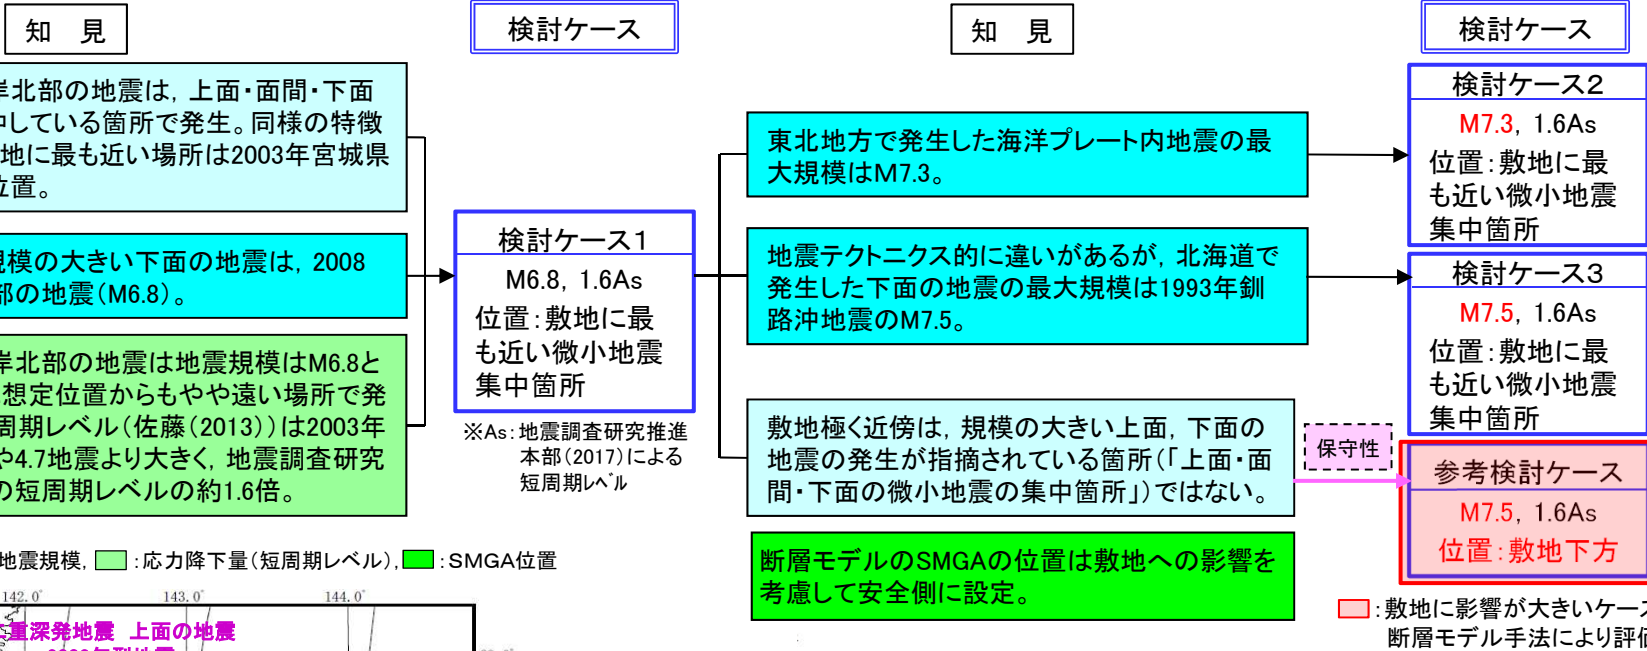 知 見
検討ケース
知 見
検討ケース
岸北部の地震は，上面・面間・下面
中している箇所で発生。同様の特徴
地に最も近い場所は2003年宮城県
位置。
規模の大きい下面の地震は，2008
部の地震（M6.8）。
岸北部の地震は地震規模はM6.8と
想定位置からもやや遠い場所で発
周期レベル（佐藤（2013））は2003年
や4.7地震より大きく，地震調査研究
の短周期レベルの約1.6倍。
検討ケース1
M6.8，1.6As
位置：敷地に最
も近い微小地震
集中箇所
※As：地震調査研究推進
本部（2017）による
短周期ﾚﾍﾞﾙ
東北地方で発生した海洋プレート内地震の最
大規模はM7.3。
地震テクトニクス的に違いがあるが，北海道で
発生した下面の地震の最大規模は1993年釧
路沖地震のM7.5。
敷地極く近傍は，規模の大きい上面，下面の
地震の発生が指摘されている箇所（「上面・面
間・下面の微小地震の集中箇所」）ではない。
断層モデルのSMGAの位置は敷地への影響を
考慮して安全側に設定。
検討ケース2
M7.3，1.6As
位置：敷地に最
も近い微小地震
集中箇所
検討ケース3
M7.5，1.6As
位置：敷地に最
も近い微小地震
集中箇所
保守性
参考検討ケース
M7.5，1.6As
位置：敷地下方
：敷地に影響が大きいケース
断層モデル手法により評価
地震規模，：応力降下量（短周期レベル），：SMGA位置
142.0° 143.0° 144.0°
重深発地震 上面の地震